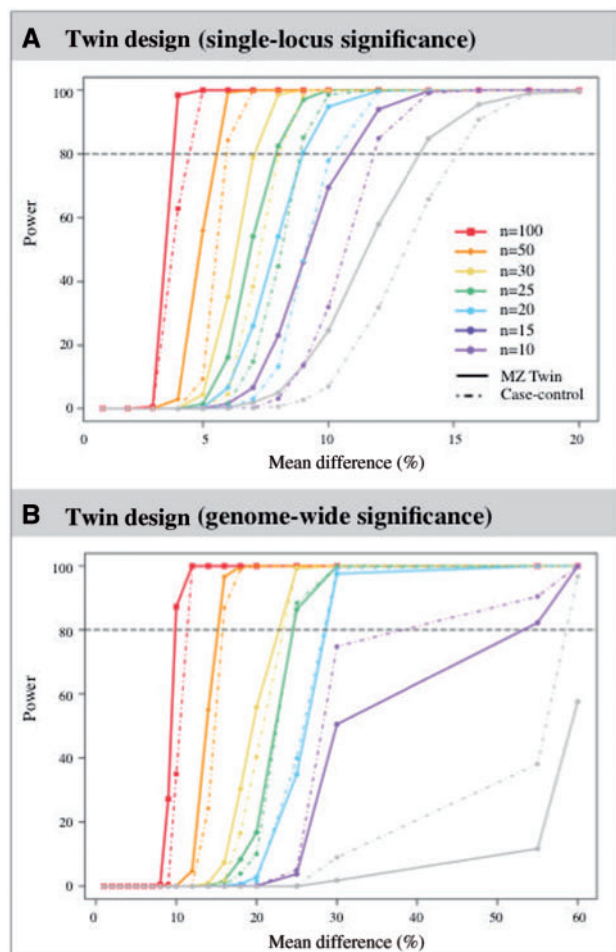 A Twin design (single-locus significance)
100
80
60
40
20
0
Power
0 5 10 15 20
Mean difference (%)
n=100
n=50
n=30
n=25
n=20
n=15
n=10
MZ Twin
Case-control
B Twin design (genome-wide significance)
100
80
60
40
20
0
Power
0 10 20 30 40 50 60
Mean difference (%)